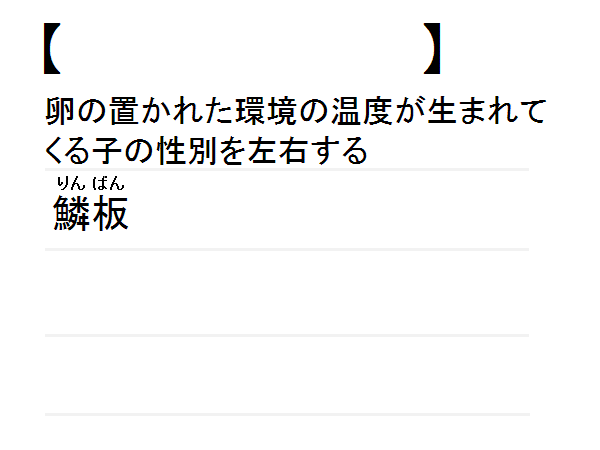 【　　　　　　　　　】
卵の置かれた環境の温度が生まれて
くる子の性別を左右する
りん ばん
鱗板